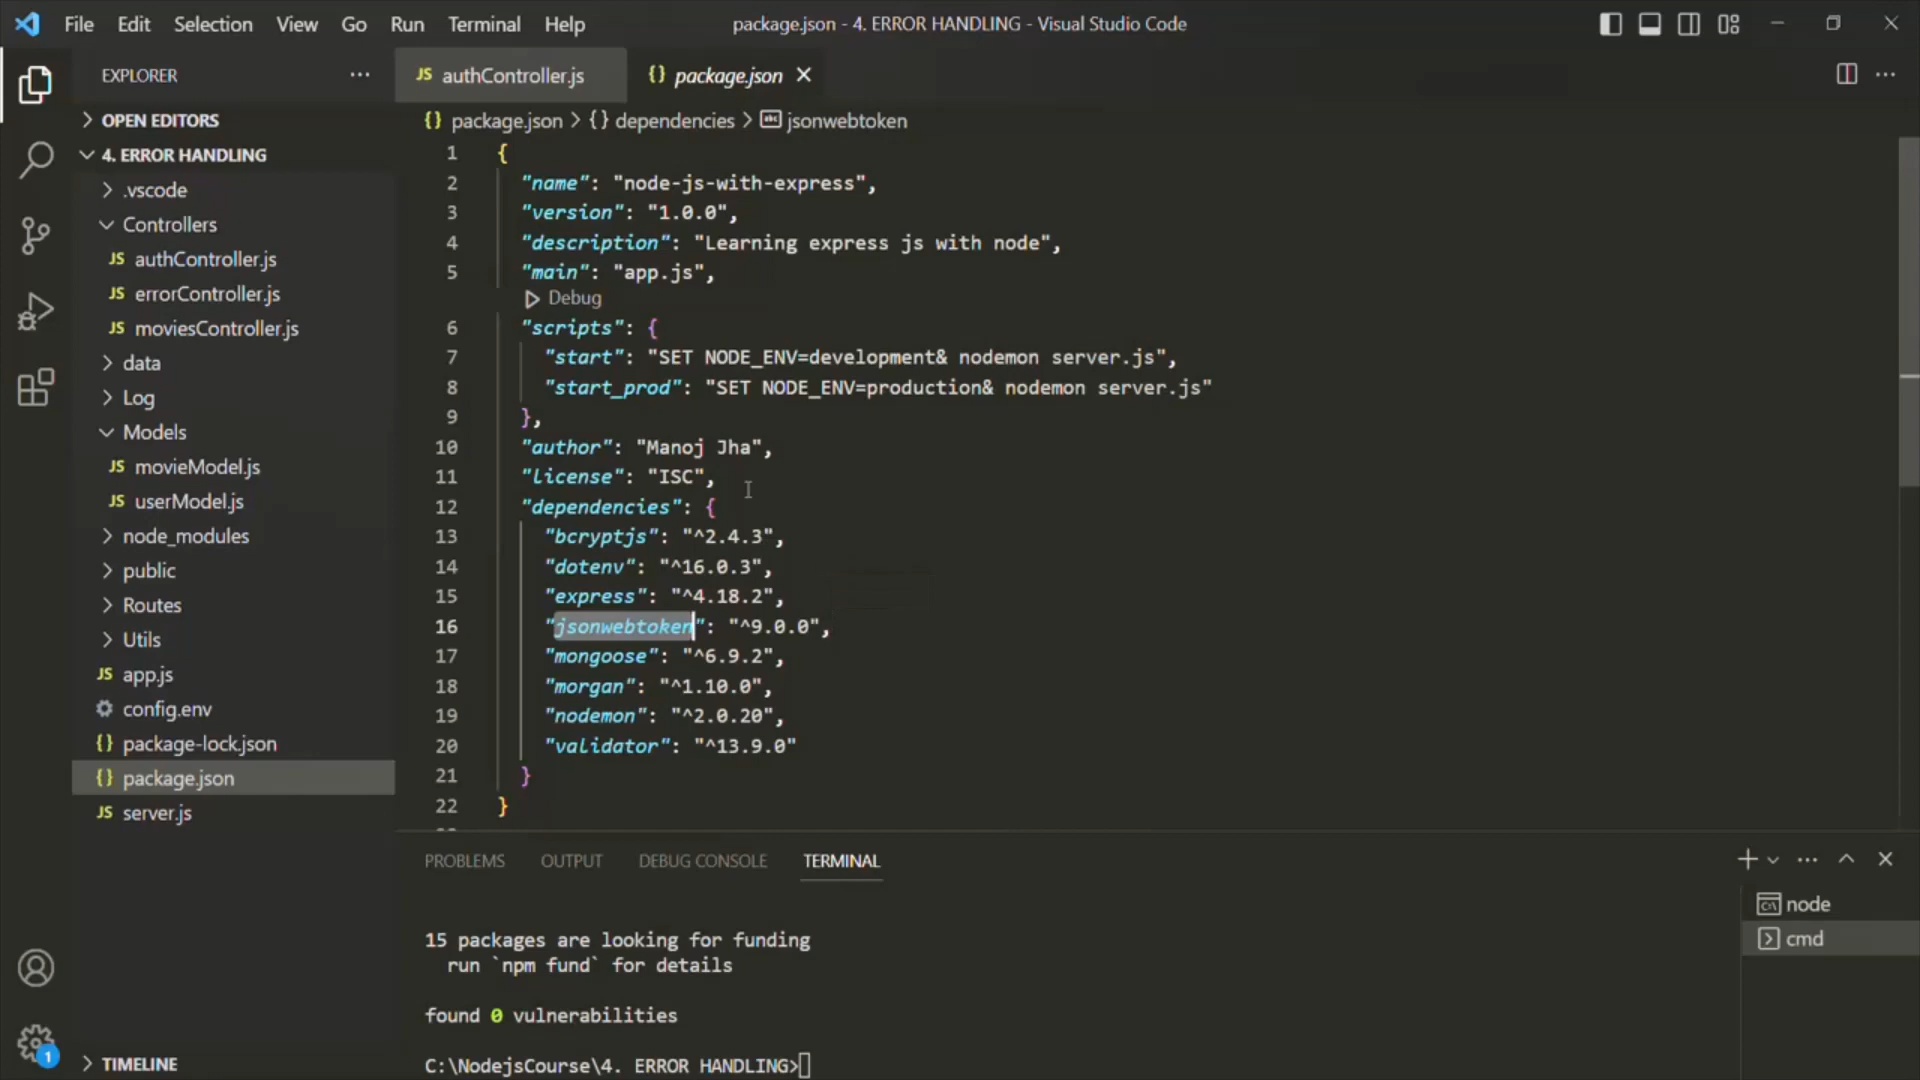 File Edit Selection View Go Run Terminal Help
package.json - 4. ERROR HANDLING - Visual Studio Code
EXPLORER
OPEN EDITORS
4. ERROR HANDLING
.vscode
Controllers
JS authController.js
JS errorController.js
JS moviesController.js
data
Log
Models
JS movieModel.js
JS userModel.js
node_modules
public
Routes
Utils
JS app.js
config.env
{} package-lock.json
{} package.json
JS server.js
TIMELINE
1
JS authController.js
{} package.json
{} package.json > {} dependencies > abc jsonwebtoken
1 {
2 "name": "node-js-with-express",
3 "version": "1.0.0",
4 "description": "Learning express js with node",
5 "main": "app.js",
Debug
6 "scripts": {
7 "start": "SET NODE_ENV=development& nodemon server.js",
8 "start_prod": "SET NODE_ENV=production& nodemon server.js"
9 },
10 "author": "Manoj Jha",
11 "license": "ISC",
12 "dependencies": {
13 "bcryptjs": "^2.4.3",
14 "dotenv": "^16.0.3",
15 "express": "^4.18.2",
16 "jsonwebtoken": "^9.0.0",
17 "mongoose": "^6.9.2",
18 "morgan": "^1.10.0",
19 "nodemon": "^2.0.20",
20 "validator": "^13.9.0"
21 }
22 }
PROBLEMS OUTPUT DEBUG CONSOLE TERMINAL
15 packages are looking for funding
run `npm fund` for details
found 0 vulnerabilities
C:\NodejsCourse\4. ERROR HANDLING>
node
cmd